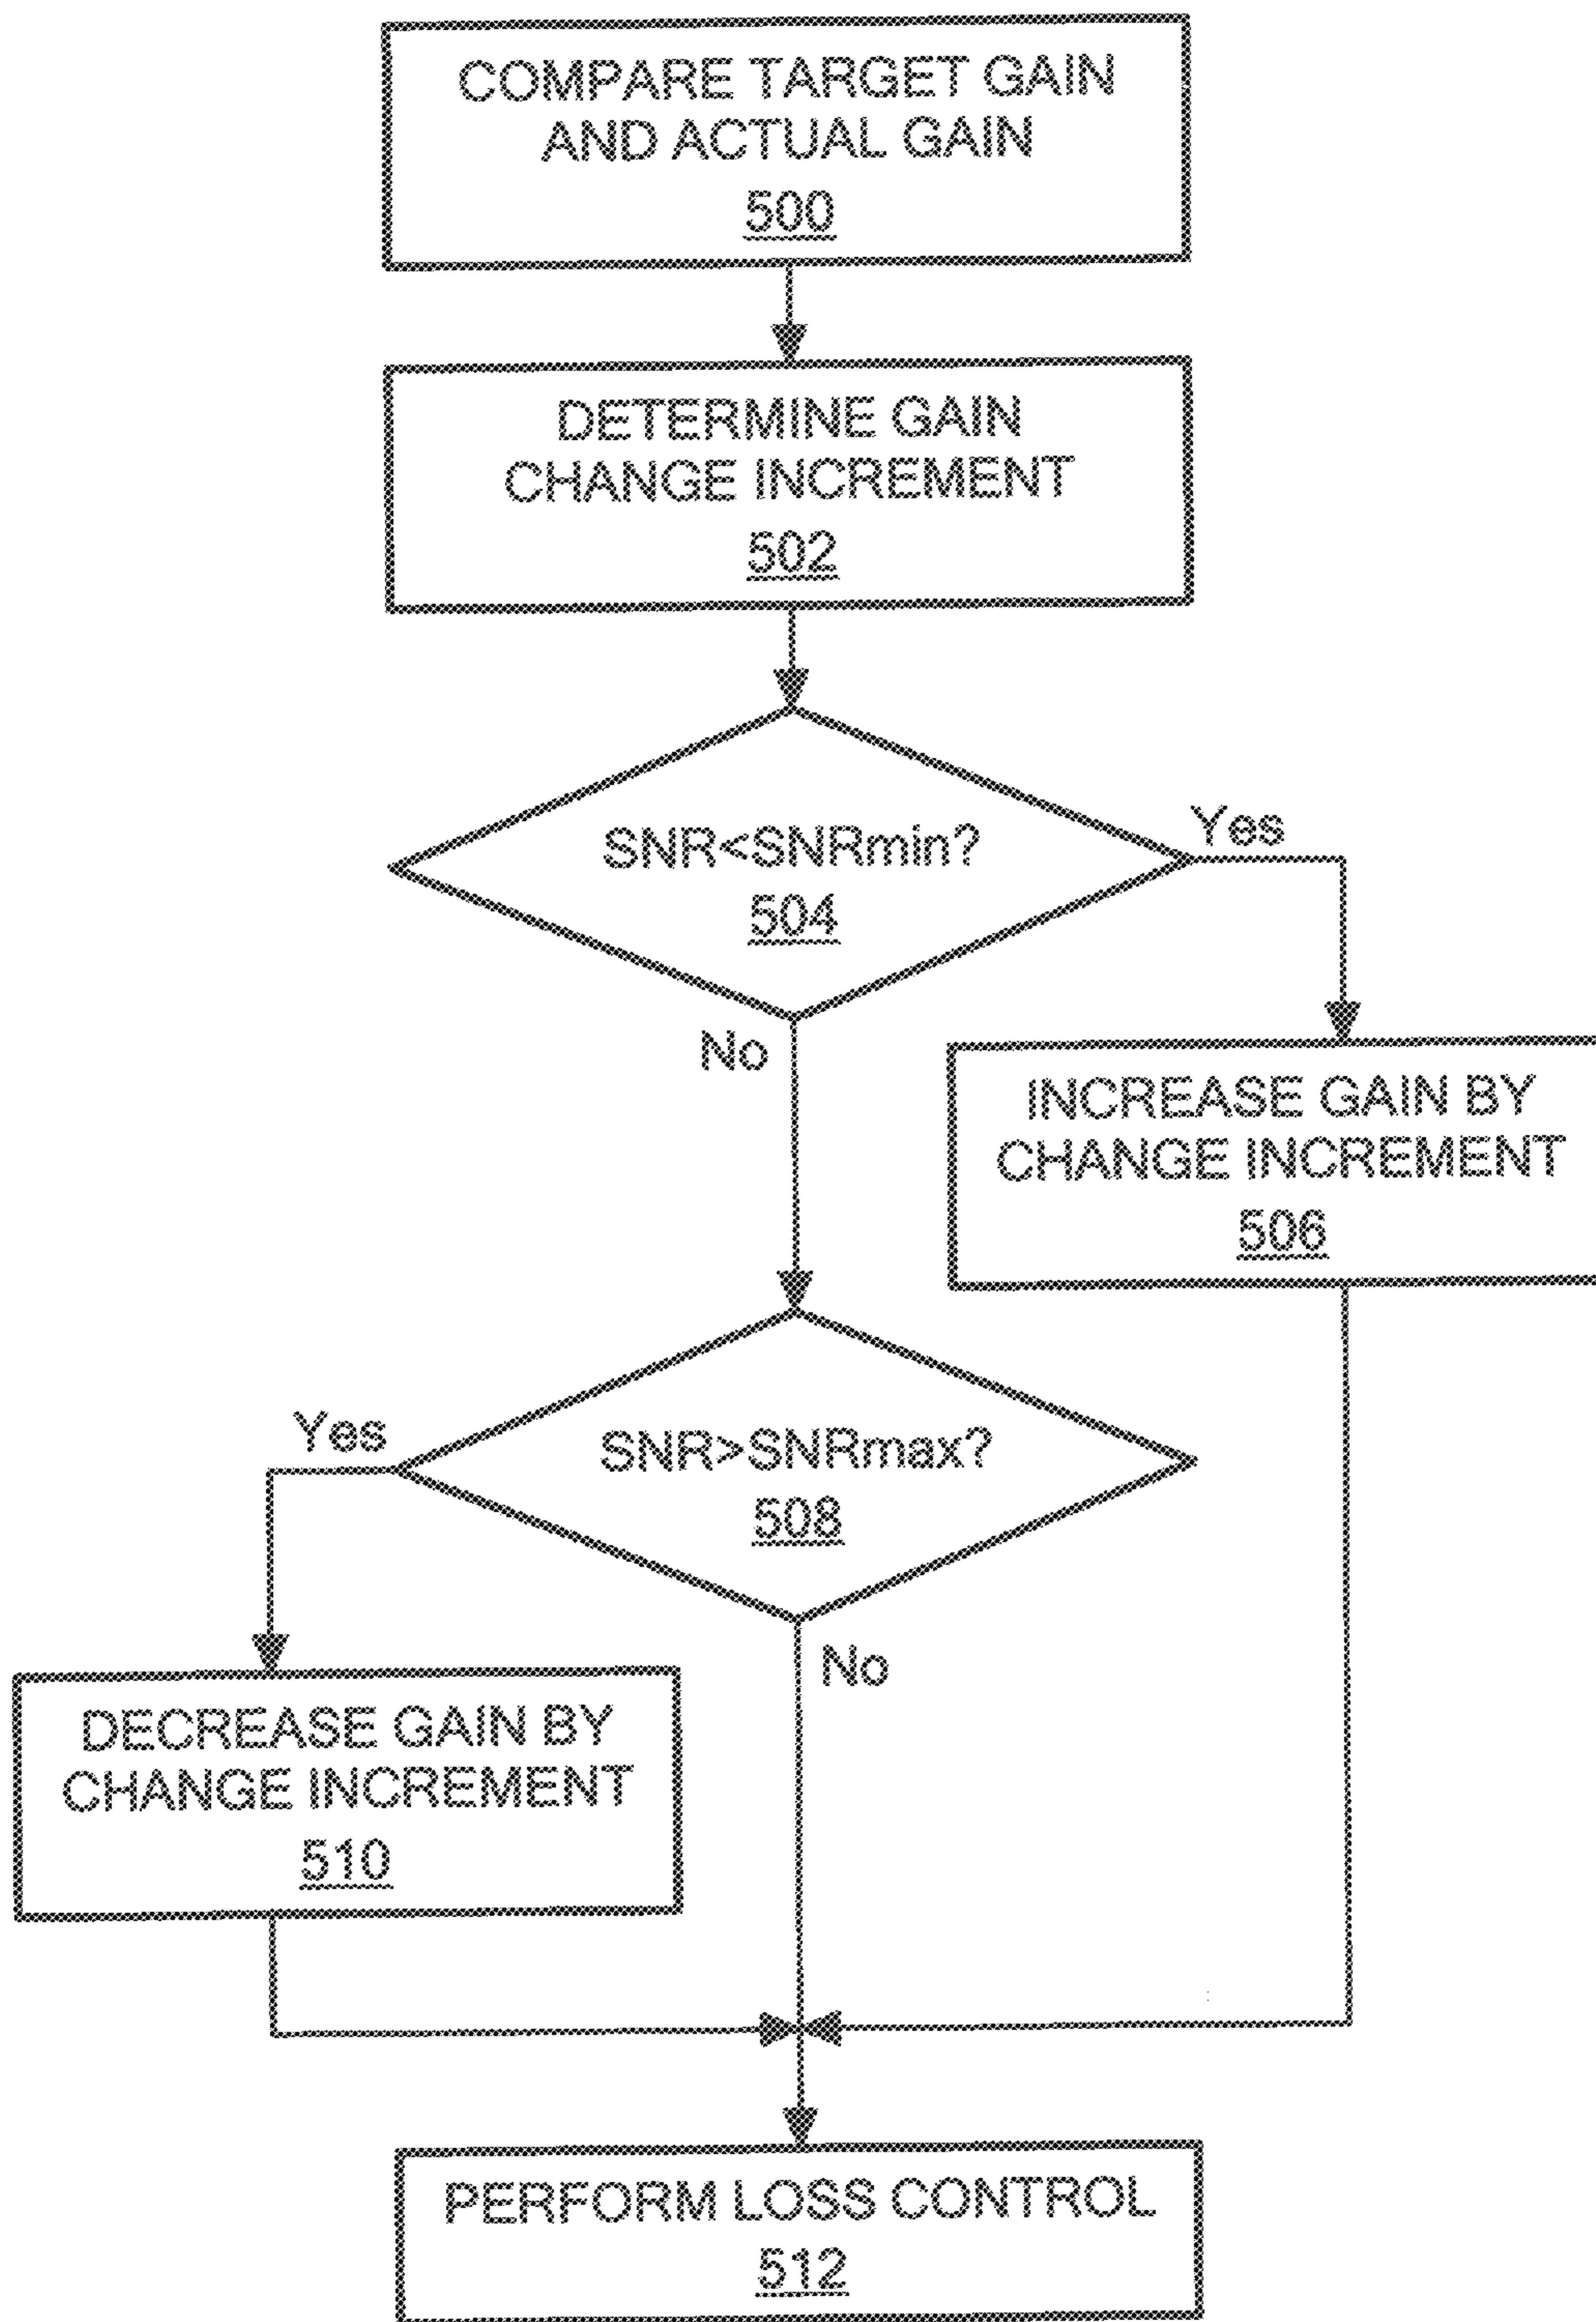 COMPARE TARGET GAIN
AND ACTUAL GAIN
500
DETERMINE GAIN
CHANGE INCREMENT
502
SNR<SNRmin?
504
Yes
No
INCREASE GAIN BY
CHANGE INCREMENT
506
SNR>SNRmax?
508
Yes
No
DECREASE GAIN BY
CHANGE INCREMENT
510
PERFORM LOSS CONTROL
512